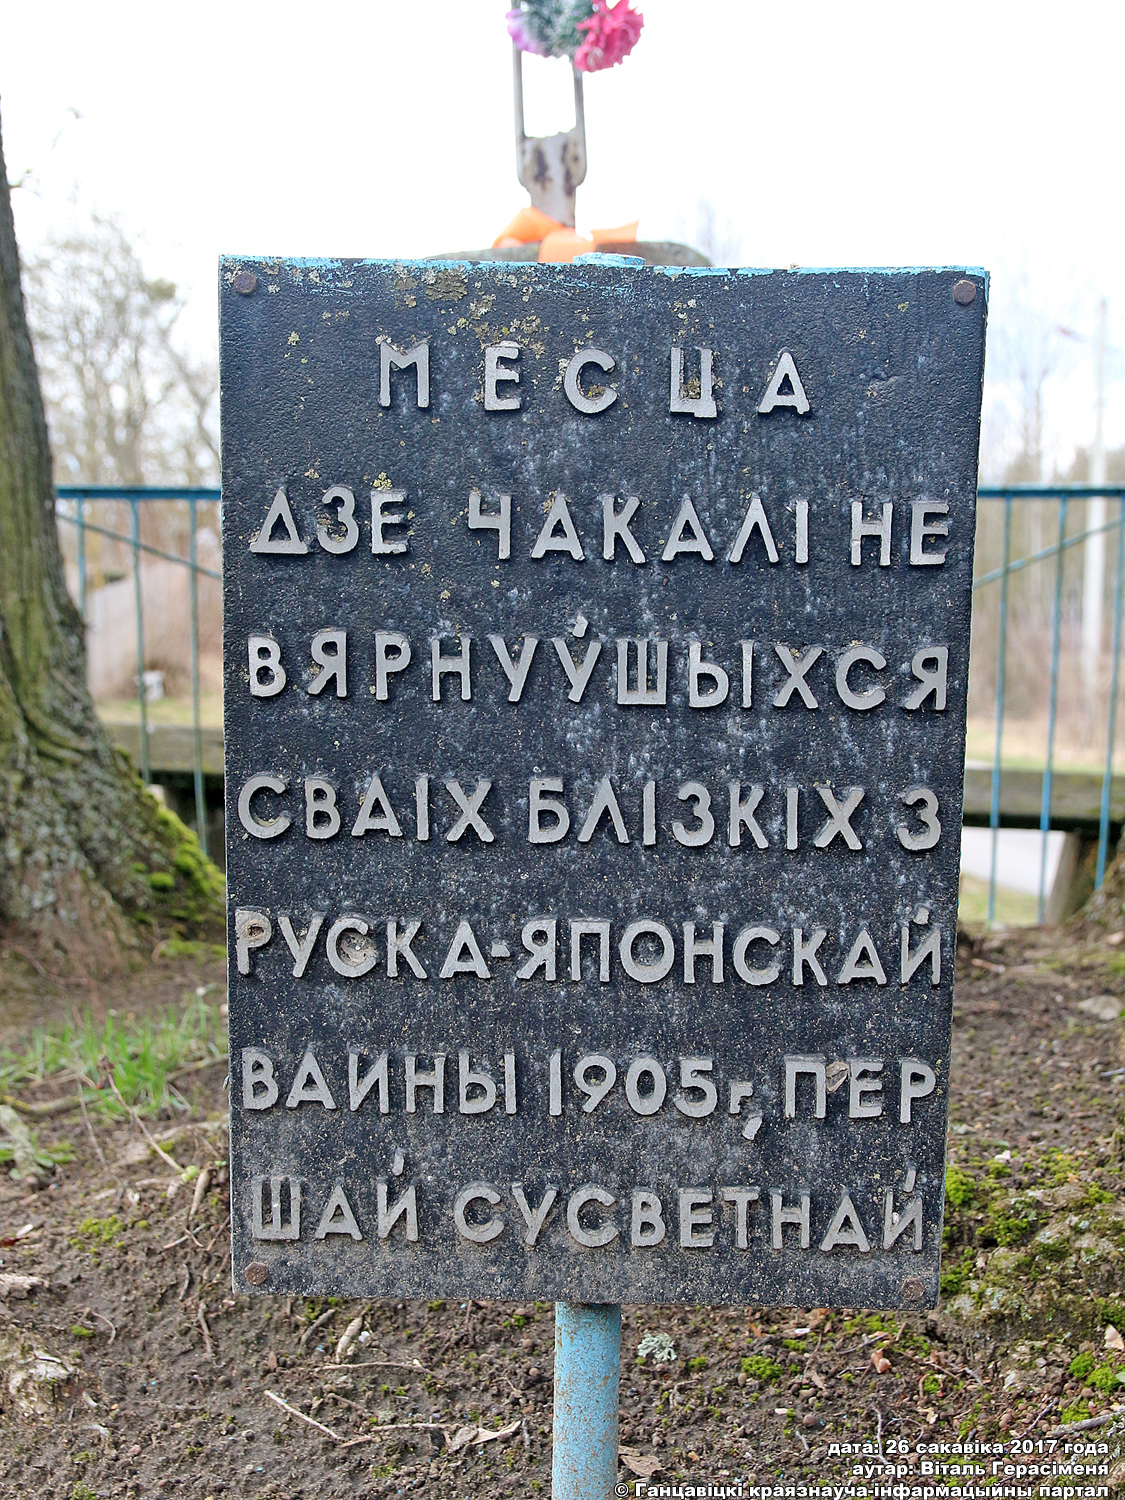 МЕСЦА
ДЗЕ ЧАКАЛІ НЕ
ВЯРНУЎШЫХСЯ
СВАІХ БЛІЗКІХ З
РУСКА-ЯПОНСКАЙ
ВАЙНЫ 1905г, ПЕР
ШАЙ СУСВЕТНАЙ
дата: 26 сакавіка 2017 года
аўтар: Віталь Герасіменя
© Ганцавіцкі краязнаўча-інфармацыйны партал